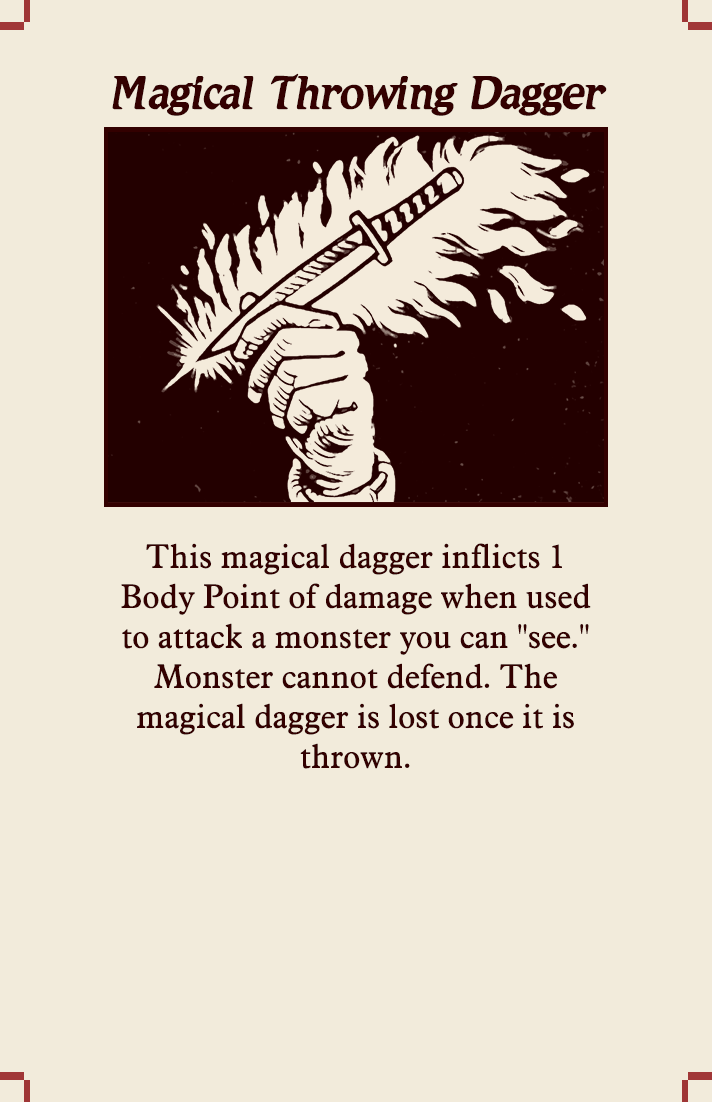 Magical Throwing Dagger
This magical dagger inflicts 1
Body Point of damage when used
to attack a monster you can "see."
Monster cannot defend. The
magical dagger is lost once it is
thrown.